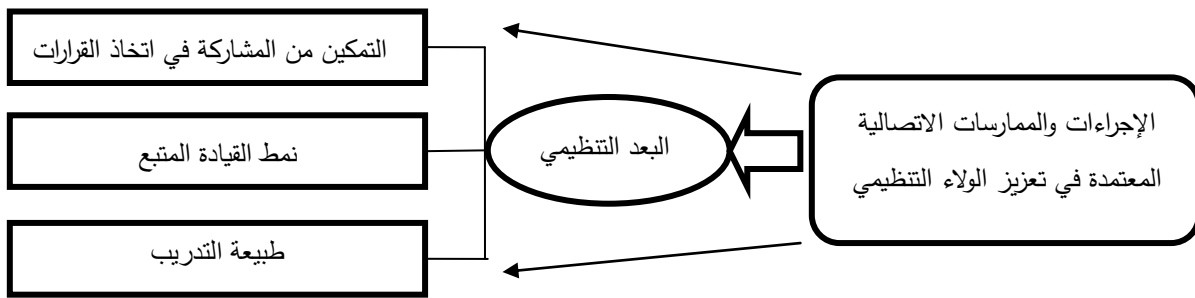 الإجراءات والممارسات الاتصالية
المعتمدة في تعزيز الولاء التنظيمي
البعد التنظيمي
التمكين من المشاركة في اتخاذ القرارات
نمط القيادة المتبع
طبيعة التدريب